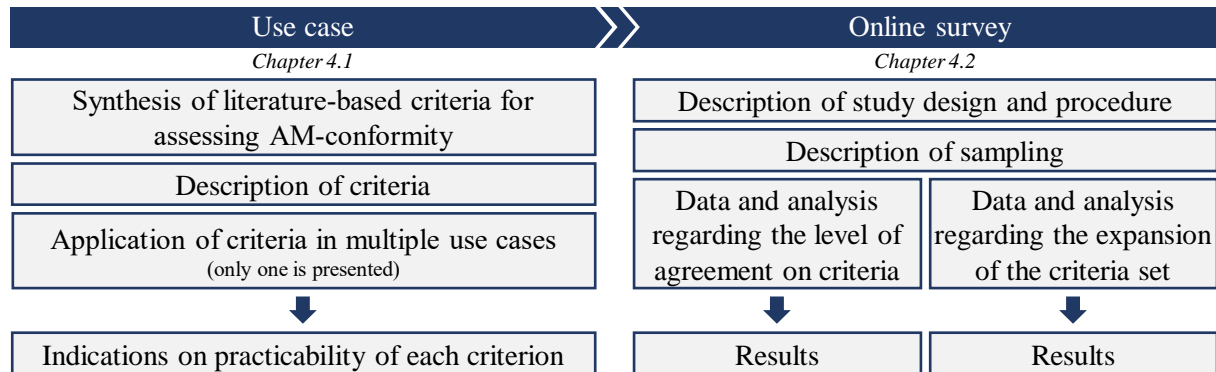 Use case
Chapter 4.1
Synthesis of literature-based criteria for
assessing AM-conformity
Description of criteria
Application of criteria in multiple use cases
(only one is presented)
Indications on practicability of each criterion
Online survey
Chapter 4.2
Description of study design and procedure
Description of sampling
Data and analysis
regarding the level of
agreement on criteria
Results
Data and analysis
regarding the expansion
of the criteria set
Results